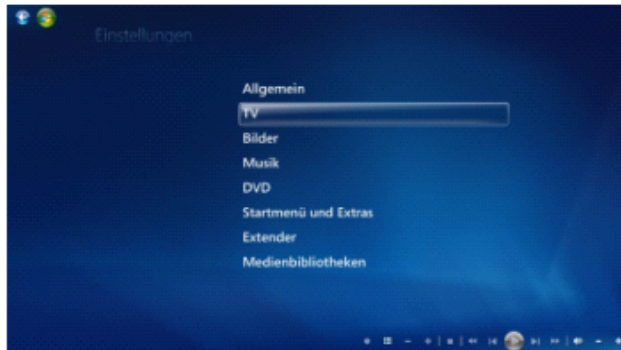 Einstellungen
Allgemein
TV
Bilder
Musik
DVD
Startmenü und Extras
Extender
Medienbibliotheken